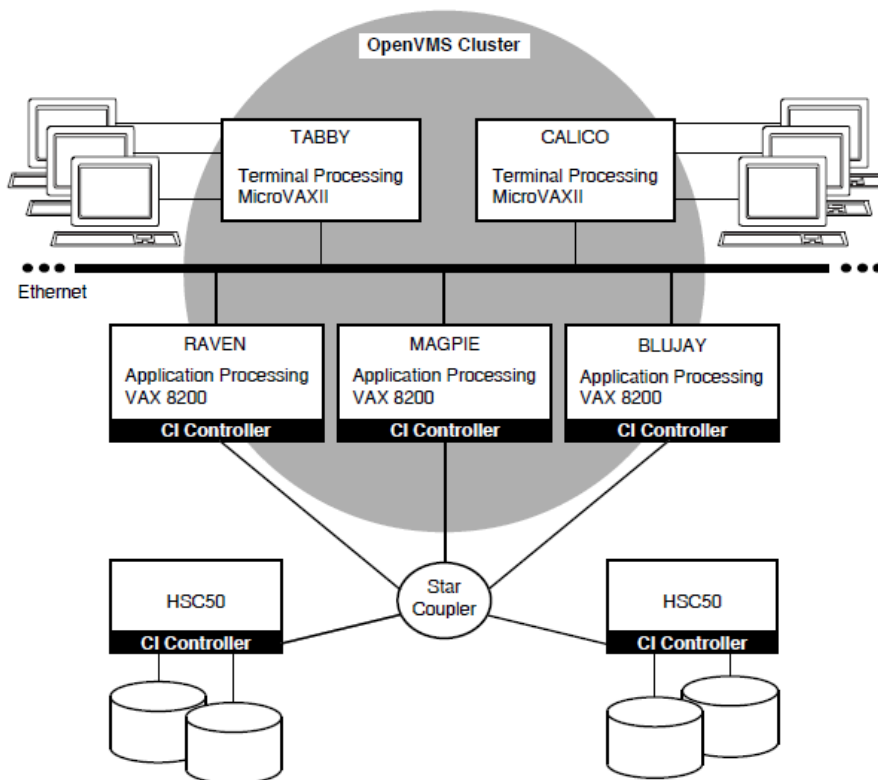 OpenVMS Cluster
TABBY
Terminal Processing
MicroVAXII
CALICO
Terminal Processing
MicroVAXII
Ethernet
RAVEN
Application Processing
VAX 8200
CI Controller
MAGPIE
Application Processing
VAX 8200
CI Controller
BLUJAY
Application Processing
VAX 8200
CI Controller
Star
Coupler
HSC50
CI Controller
HSC50
CI Controller